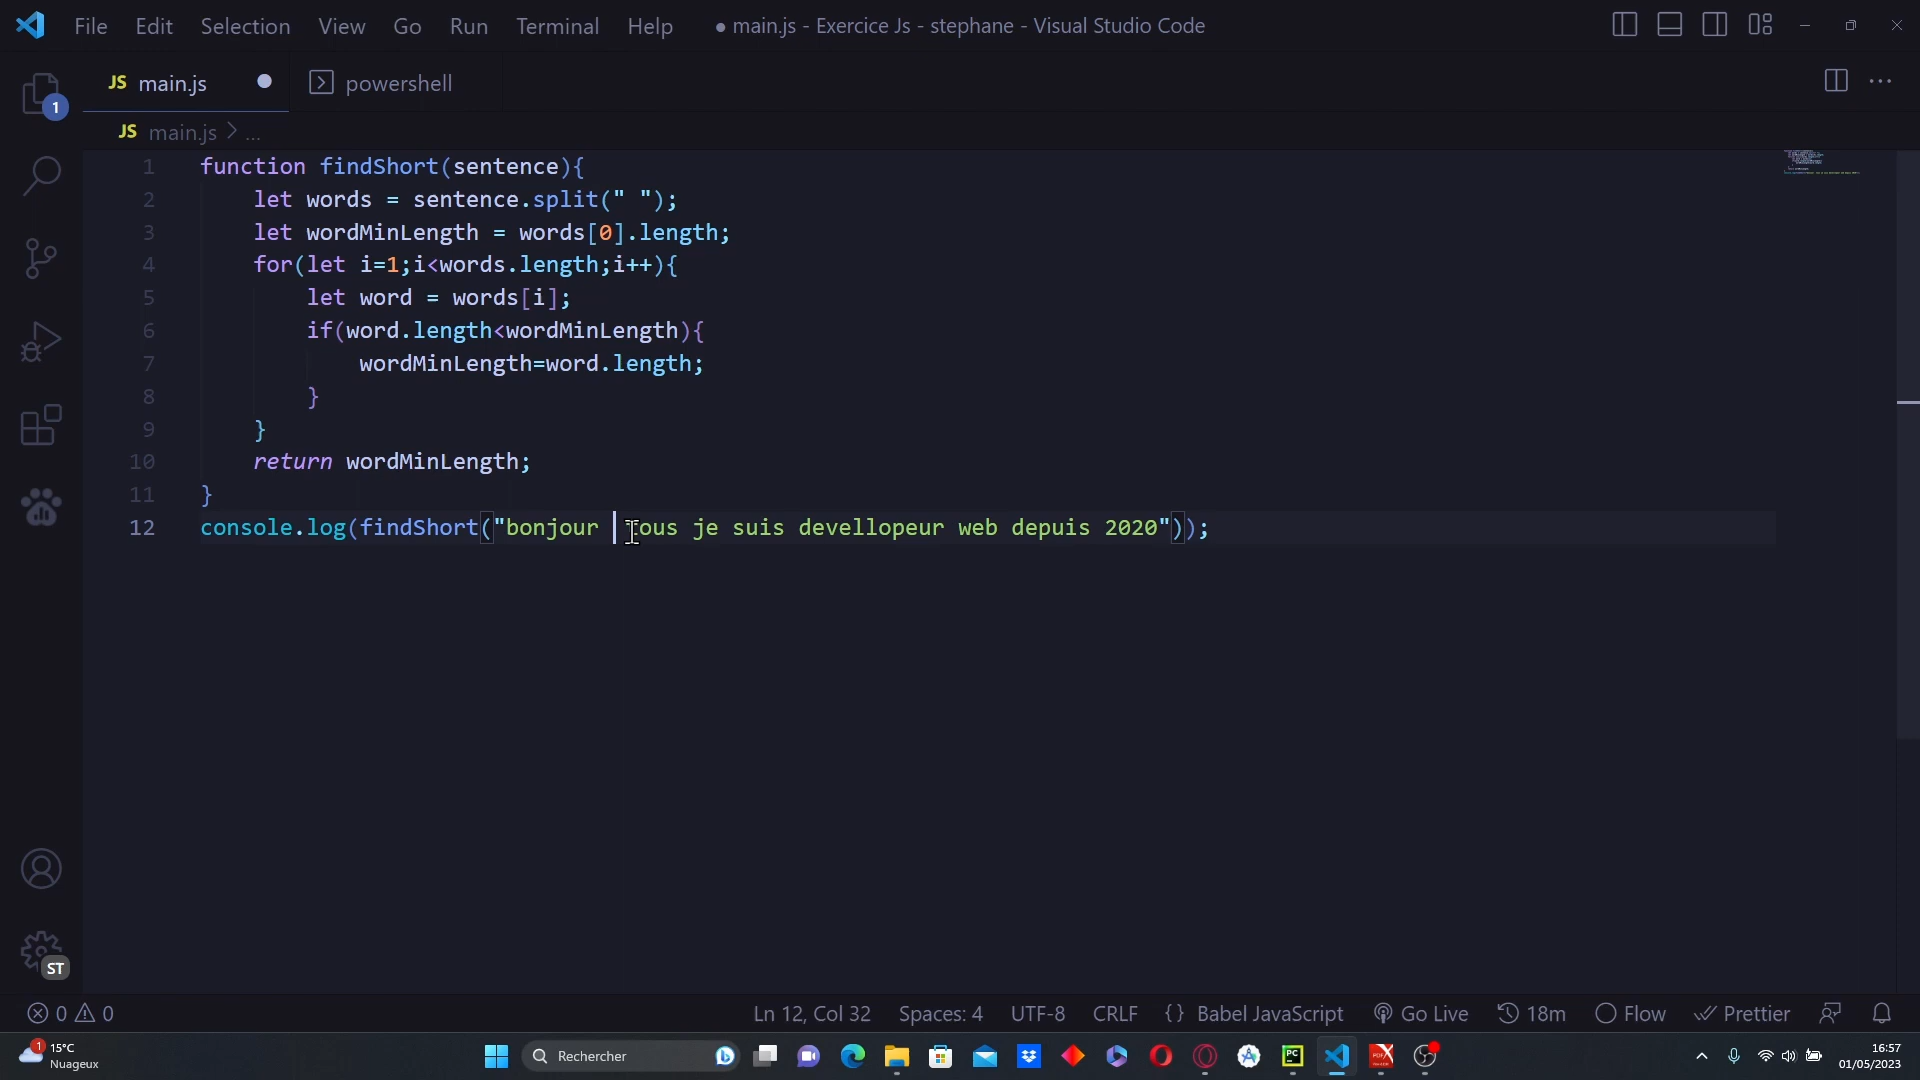 File Edit Selection View Go Run Terminal Help ● main.js - Exercice Js - stephane - Visual Studio Code
JS main.js powershell
1
JS main.js > ...
1 function findShort(sentence){
2 let words = sentence.split(" ");
3 let wordMinLength = words[0].length;
4 for(let i=1;i<words.length;i++){
5 let word = words[i];
6 if(word.length<wordMinLength){
7 wordMinLength=word.length;
8 }
9 }
10 return wordMinLength;
11 }
12 console.log(findShort("bonjour tous je suis devellopeur web depuis 2020"));
ST
0 0 Ln 12, Col 32 Spaces: 4 UTF-8 CRLF {} Babel JavaScript Go Live 18m Flow Prettier
1 15°C
Nuageux
Rechercher
PC
16:57
01/05/2023